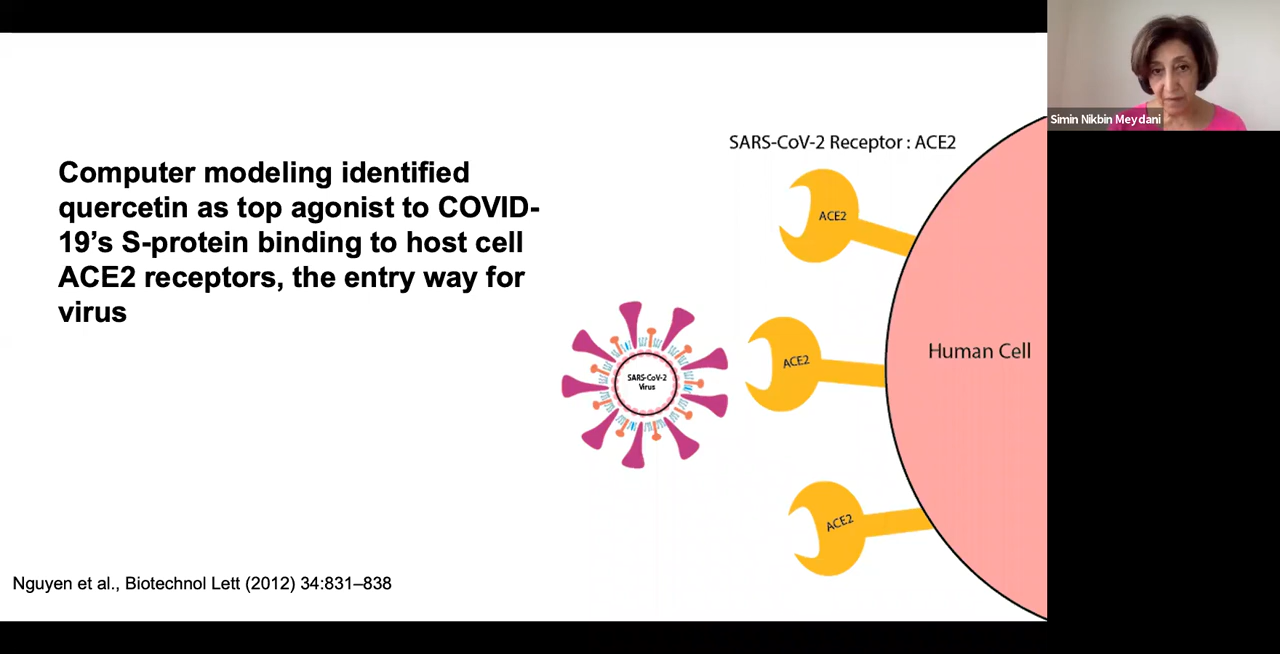 Simin Nikbin Meydani
SARS-CoV-2 Receptor : ACE2
Computer modeling identified
quercetin as top agonist to COVID-
19’s S-protein binding to host cell
ACE2 receptors, the entry way for
virus
ACE2
Human Cell
ACE2
SARS-CoV-2
Virus
ACE2
Nguyen et al., Biotechnol Lett (2012) 34:831–838